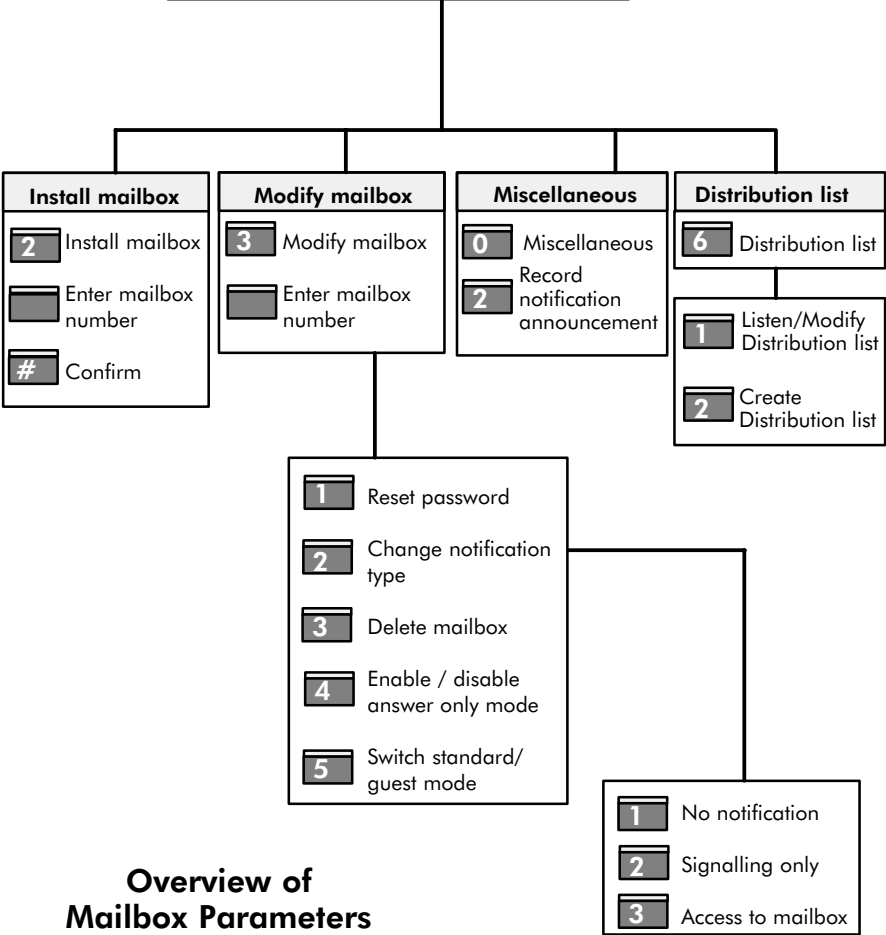 Install mailbox
2 Install mailbox
Enter mailbox
number
# Confirm
Modify mailbox
3 Modify mailbox
Enter mailbox
number
Miscellaneous
0 Miscellaneous
2 Record
notification
announcement
Distribution list
6 Distribution list
1 Listen/Modify
Distribution list
2 Create
Distribution list
1 Reset password
2 Change notification
type
3 Delete mailbox
4 Enable / disable
answer only mode
5 Switch standard/
guest mode
1 No notification
2 Signalling only
3 Access to mailbox
Overview of
Mailbox Parameters